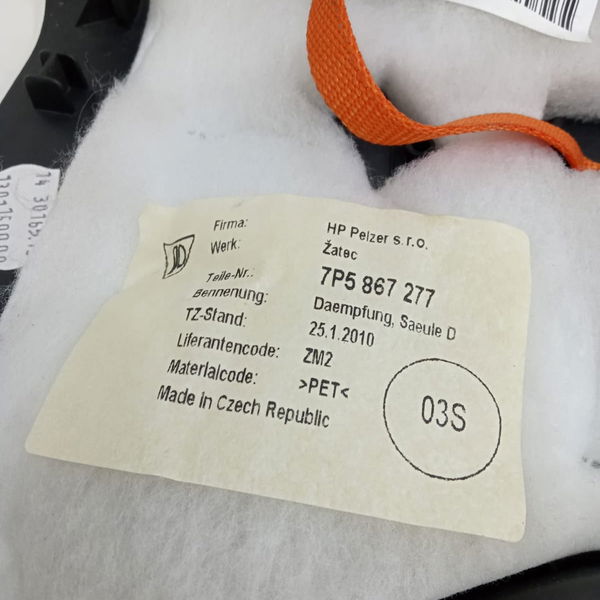 Firma: HP Pelzer s.r.o.
Werk: Žatec
Teile-Nr.: 7P5 867 277
Bennenung: Daempfung, Saeule D
TZ-Stand: 25.1.2010
Liferantencode: ZM2
Materialcode: >PET<
Made in Czech Republic
03S